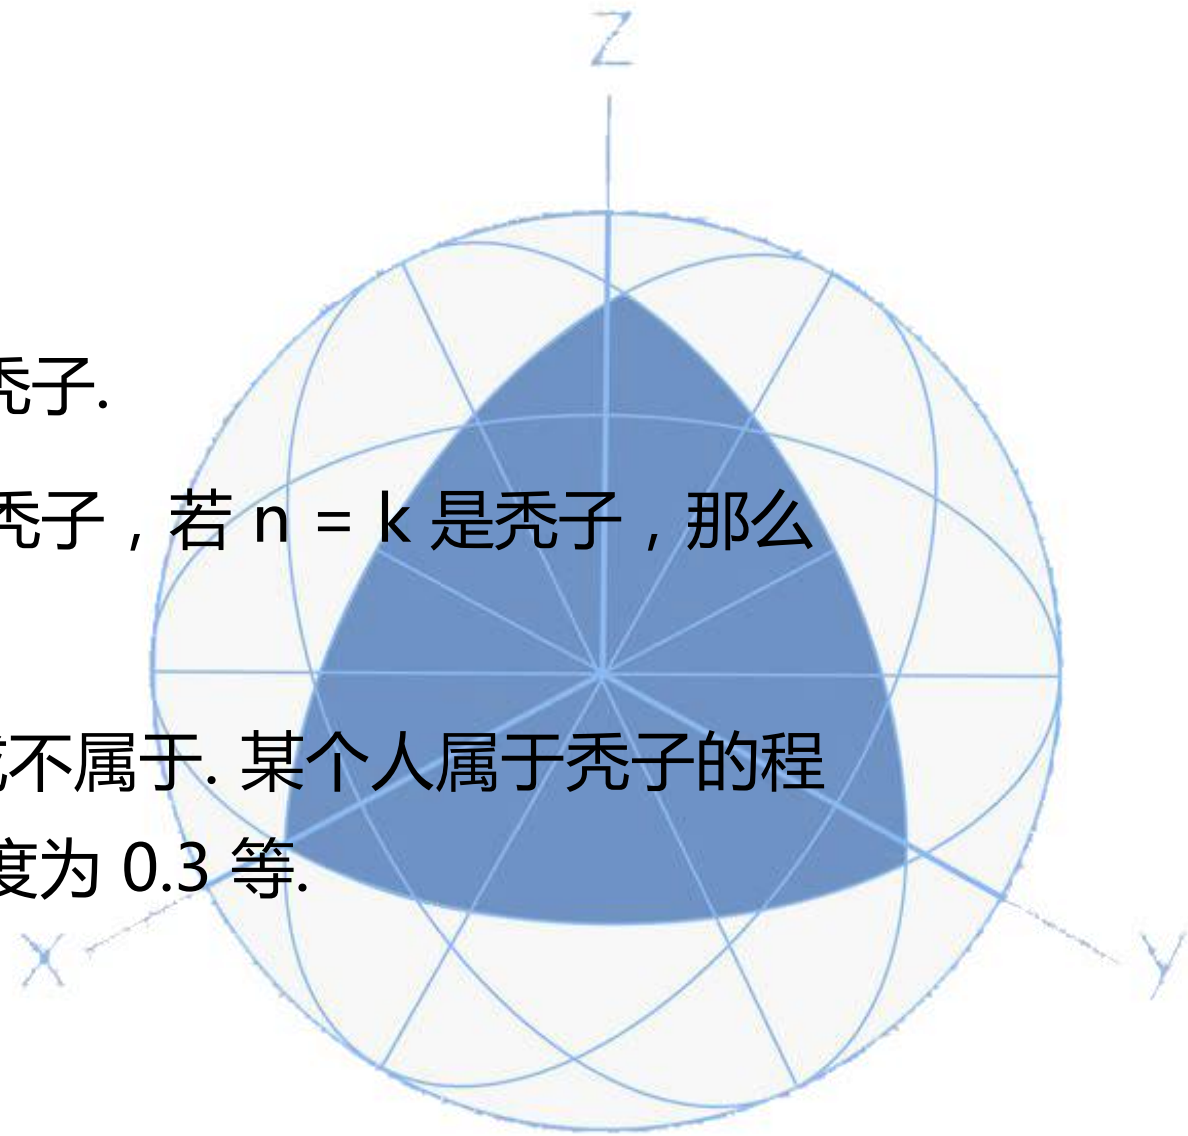 Z
秃子.
秃子，若 n = k 是秃子，那么
不属于. 某个人属于秃子的程
度为 0.3 等.
X
Y